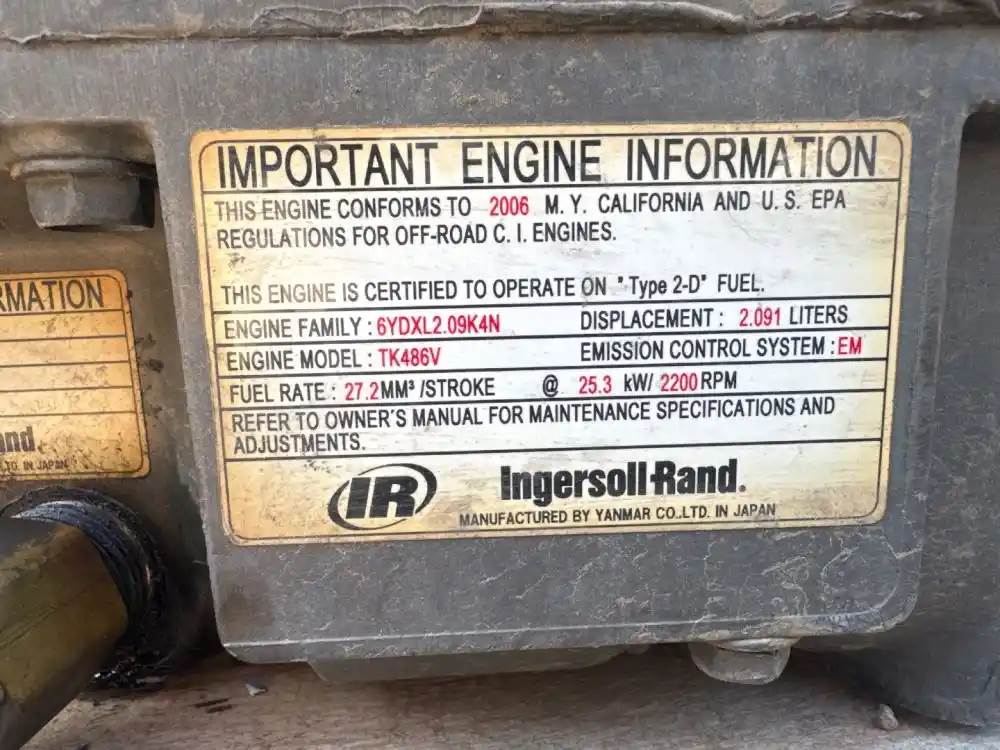 IMPORTANT ENGINE INFORMATION
THIS ENGINE CONFORMS TO 2006 M. Y. CALIFORNIA AND U. S. EPA
REGULATIONS FOR OFF-ROAD C. I. ENGINES.
THIS ENGINE IS CERTIFIED TO OPERATE ON "Type 2-D" FUEL.
ENGINE FAMILY : 6YDXL2.09K4N DISPLACEMENT : 2.091 LITERS
ENGINE MODEL : TK486V EMISSION CONTROL SYSTEM : EM
FUEL RATE : 27.2 MM³ /STROKE @ 25.3 kW/ 2200 RPM
REFER TO OWNER'S MANUAL FOR MAINTENANCE SPECIFICATIONS AND
ADJUSTMENTS.
IR Ingersoll-Rand.
MANUFACTURED BY YANMAR CO.,LTD. IN JAPAN
RMATION
and.
LTD. IN JAPAN